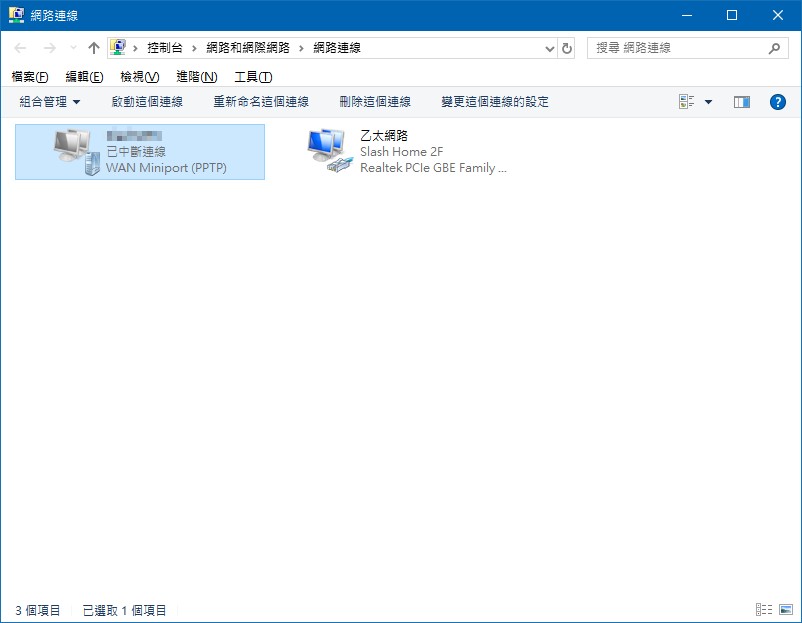 網路連線
控制台 › 網路和網際網路 › 網路連線
搜尋 網路連線
檔案(F) 編輯(E) 檢視(V) 進階(N) 工具(T)
組合管理 啟動這個連線 重新命名這個連線 刪除這個連線 變更這個連線的設定
已中斷連線
WAN Miniport (PPTP)
乙太網路
Slash Home 2F
Realtek PCIe GBE Family ...
3 個項目 已選取 1 個項目